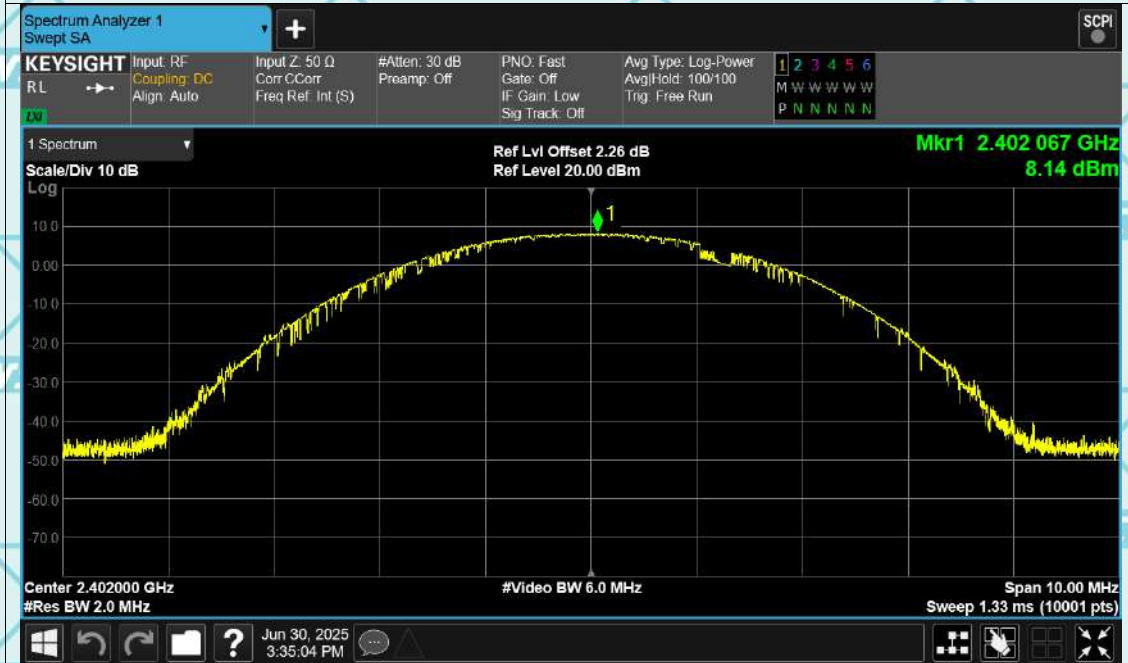 Spectrum Analyzer 1
Swept SA
+
SCPI
KEYSIGHT
RL
LXI
Input: RF
Coupling: DC
Align: Auto
Input Z: 50 Ω
Corr CCorr
Freq Ref: Int (S)
#Atten: 30 dB
Preamp: Off
PNO: Fast
Gate: Off
IF Gain: Low
Sig Track: Off
Avg Type: Log-Power
Avg|Hold: 100/100
Trig: Free Run
1 2 3 4 5 6
M W W W W W
P N N N N N
1 Spectrum
Scale/Div 10 dB
Ref Lvl Offset 2.26 dB
Ref Level 20.00 dBm
Mkr1 2.402 067 GHz
8.14 dBm
Log
1
10.0
0.00
-10.0
-20.0
-30.0
-40.0
-50.0
-60.0
-70.0
Center 2.402000 GHz
#Video BW 6.0 MHz
Span 10.00 MHz
#Res BW 2.0 MHz
Sweep 1.33 ms (10001 pts)
?
Jun 30, 2025
3:35:04 PM